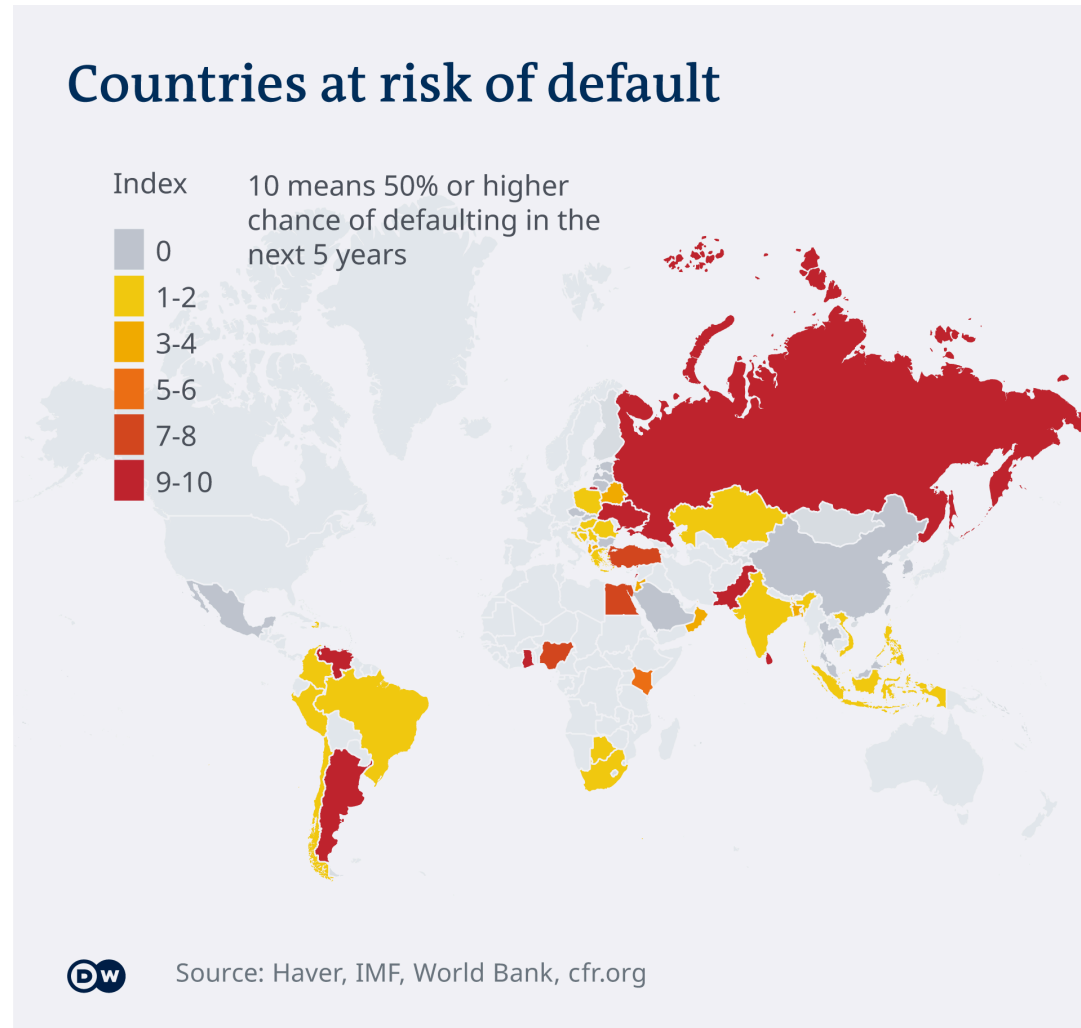 Countries at risk of default
Index
10 means 50% or higher
chance of defaulting in the
next 5 years
0
1-2
3-4
5-6
7-8
9-10
DW
Source: Haver, IMF, World Bank, cfr.org